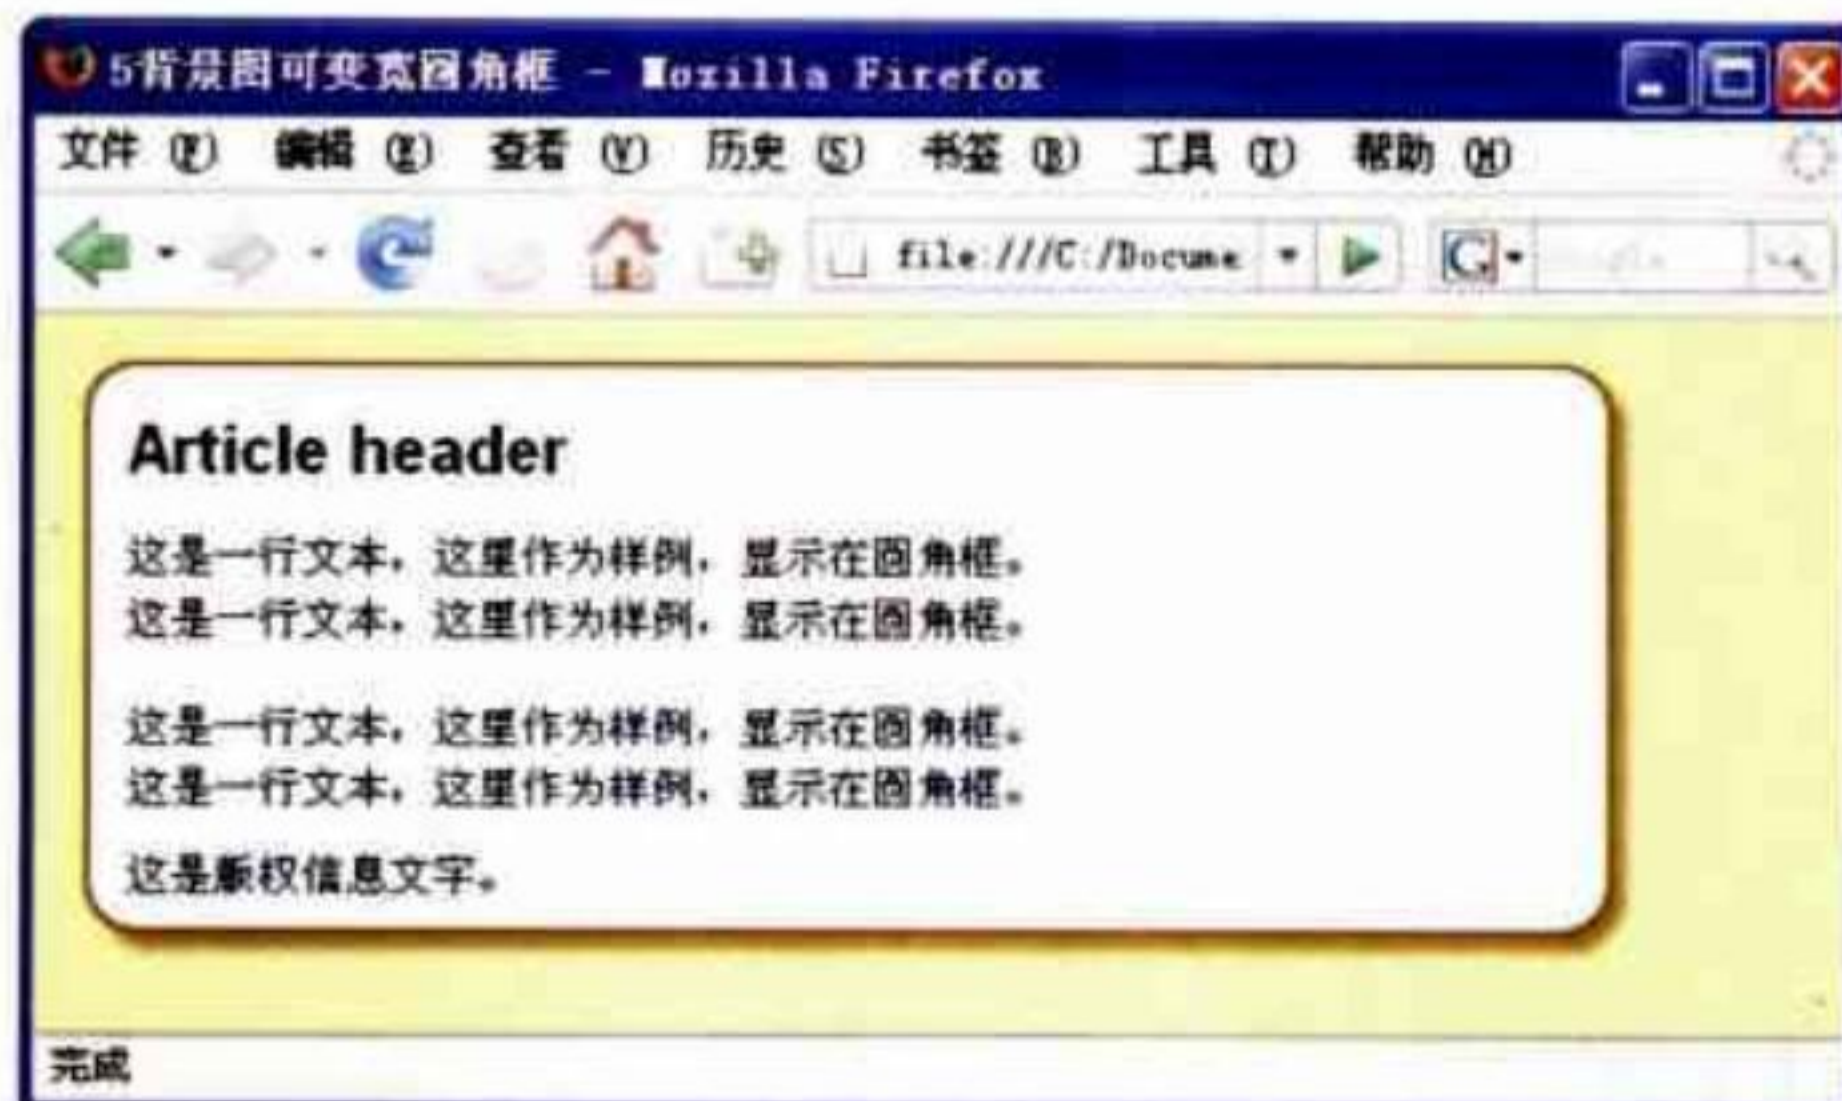 5背景图可变宽圆角框 - Mozilla Firefox
文件 (F) 编辑 (E) 查看 (V) 历史 (S) 书签 (B) 工具 (T) 帮助 (H)
file:///C:/Docume
Article header
这是一行文本，这里作为样例，显示在圆角框。
这是一行文本，这里作为样例，显示在圆角框。
这是一行文本，这里作为样例，显示在圆角框。
这是一行文本，这里作为样例，显示在圆角框。
这是版权信息文字。
完成